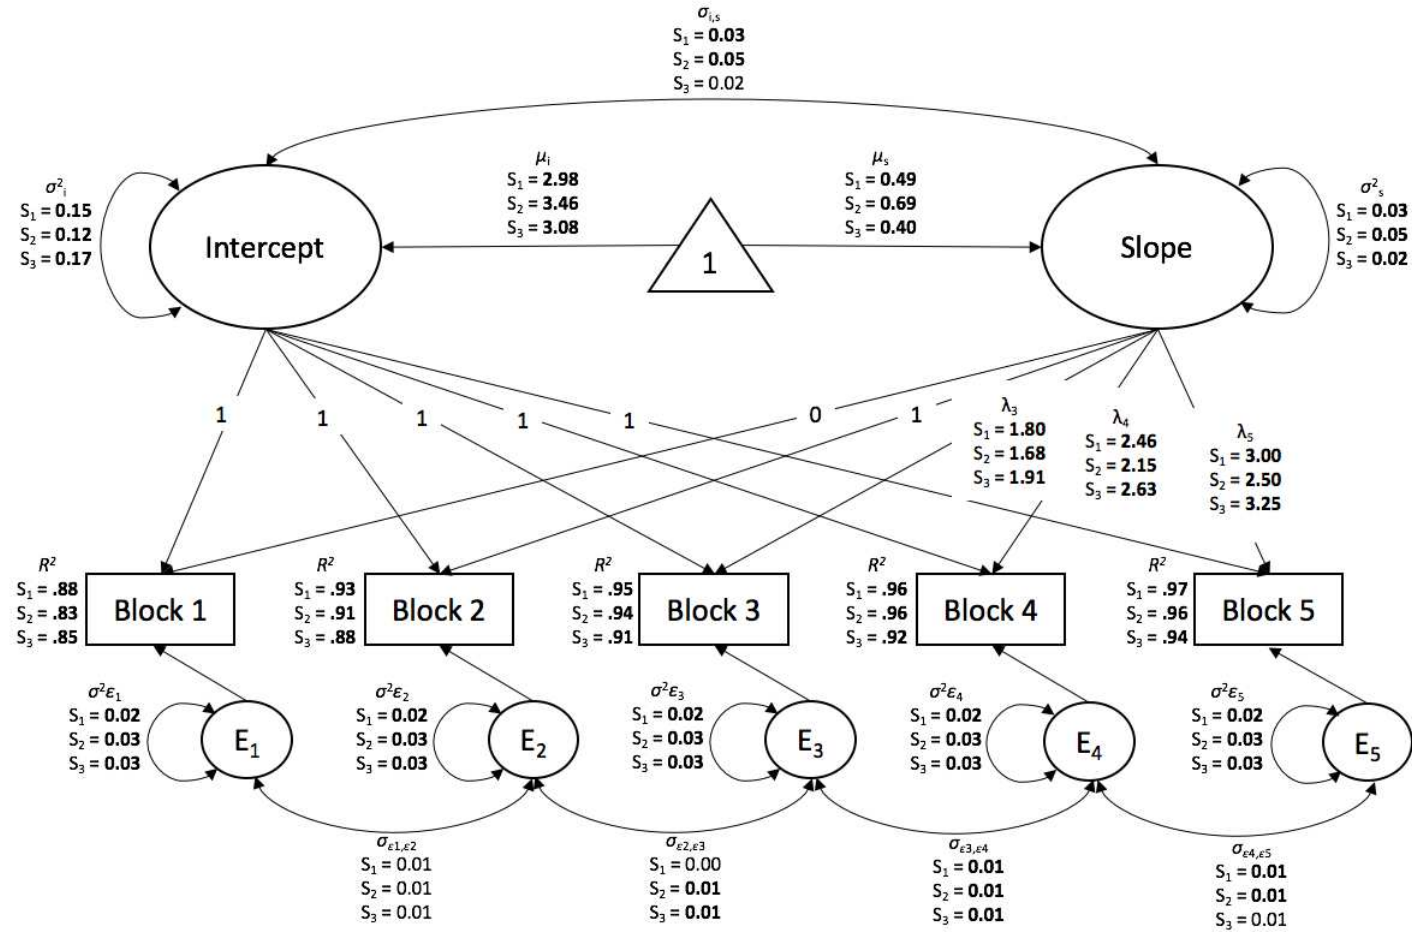 σi,s
S1 = 0.03
S2 = 0.05
S3 = 0.02
σ²i
S1 = 0.15
S2 = 0.12
S3 = 0.17
Intercept
μi
S1 = 2.98
S2 = 3.46
S3 = 3.08
1
μs
S1 = 0.49
S2 = 0.69
S3 = 0.40
Slope
σ²s
S1 = 0.03
S2 = 0.05
S3 = 0.02
1
1
1
1
1
0
1
λ3
S1 = 1.80
S2 = 1.68
S3 = 1.91
λ4
S1 = 2.46
S2 = 2.15
S3 = 2.63
λ5
S1 = 3.00
S2 = 2.50
S3 = 3.25
R²
S1 = .88
S2 = .83
S3 = .85
Block 1
R²
S1 = .93
S2 = .91
S3 = .88
Block 2
R²
S1 = .95
S2 = .94
S3 = .91
Block 3
R²
S1 = .96
S2 = .96
S3 = .92
Block 4
R²
S1 = .97
S2 = .96
S3 = .94
Block 5
σ²ε1
S1 = 0.02
S2 = 0.03
S3 = 0.03
E1
σ²ε2
S1 = 0.02
S2 = 0.03
S3 = 0.03
E2
σ²ε3
S1 = 0.02
S2 = 0.03
S3 = 0.03
E3
σ²ε4
S1 = 0.02
S2 = 0.03
S3 = 0.03
E4
σ²ε5
S1 = 0.02
S2 = 0.03
S3 = 0.03
E5
σε1,ε2
S1 = 0.01
S2 = 0.01
S3 = 0.01
σε2,ε3
S1 = 0.00
S2 = 0.01
S3 = 0.01
σε3,ε4
S1 = 0.01
S2 = 0.01
S3 = 0.01
σε4,ε5
S1 = 0.01
S2 = 0.01
S3 = 0.01